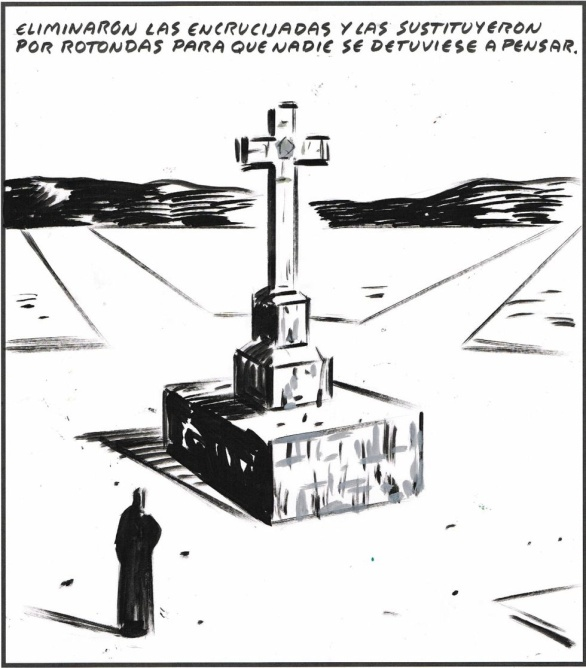 ELIMINARON LAS ENCRUCIJADAS Y LAS SUSTITUYERON
POR ROTONDAS PARA QUE NADIE SE DETUVIESE A PENSAR.